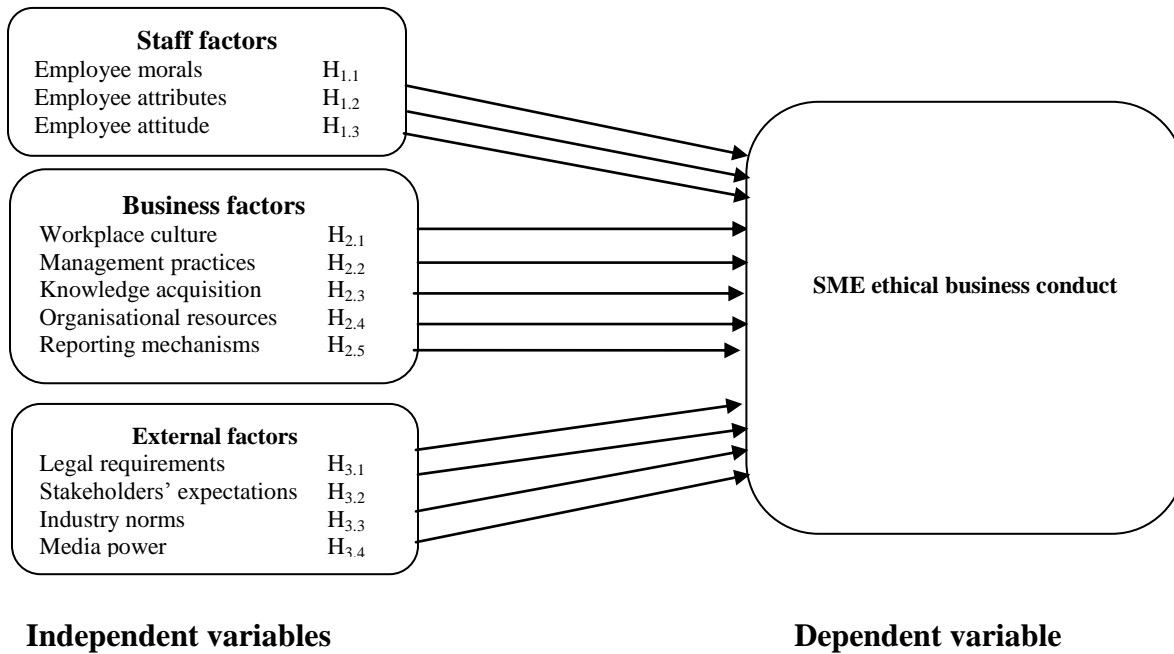 Staff factors
Employee morals H1.1
Employee attributes H1.2
Employee attitude H1.3
Business factors
Workplace culture H2.1
Management practices H2.2
Knowledge acquisition H2.3
Organisational resources H2.4
Reporting mechanisms H2.5
SME ethical business conduct
External factors
Legal requirements H3.1
Stakeholders’ expectations H3.2
Industry norms H3.3
Media power H3.4
Independent variables
Dependent variable